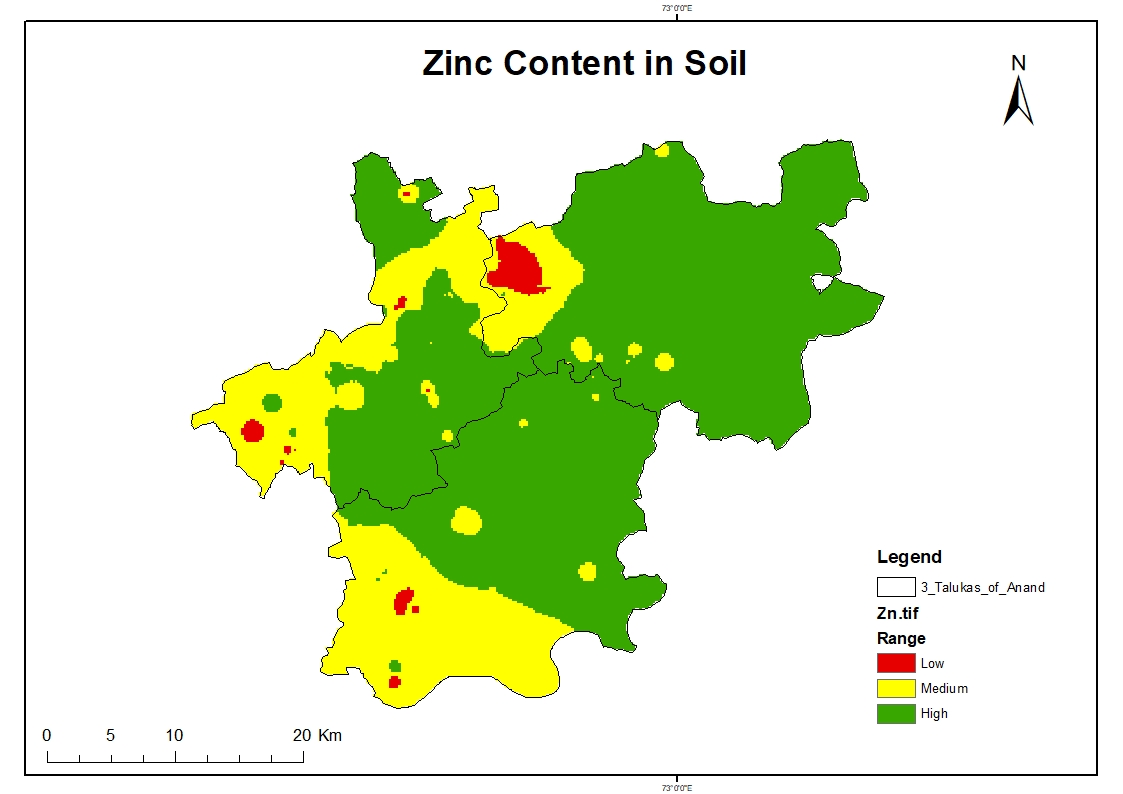 73°0'0"E
Zinc Content in Soil
N
Legend
3_Talukas_of_Anand
Zn.tif
Range
Low
Medium
High
0 5 10 20 Km
73°0'0"E